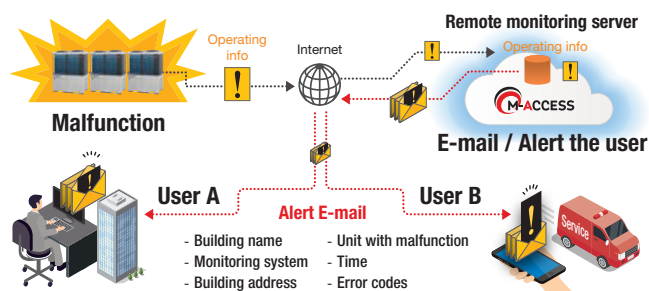 Remote monitoring server
Operating
info
Internet
Operating info
M-ACCESS
Malfunction
E-mail / Alert the user
User A
User B
Alert E-mail
Service
- Building name
- Monitoring system
- Building address
- Unit with malfunction
- Time
- Error codes